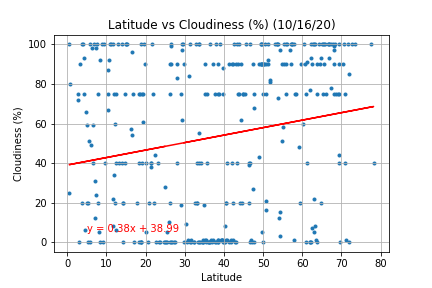 Latitude vs Cloudiness (%) (10/16/20)
Cloudiness (%)
100
80
60
40
20
0
y = 0.38x + 38.99
0 10 20 30 40 50 60 70 80
Latitude